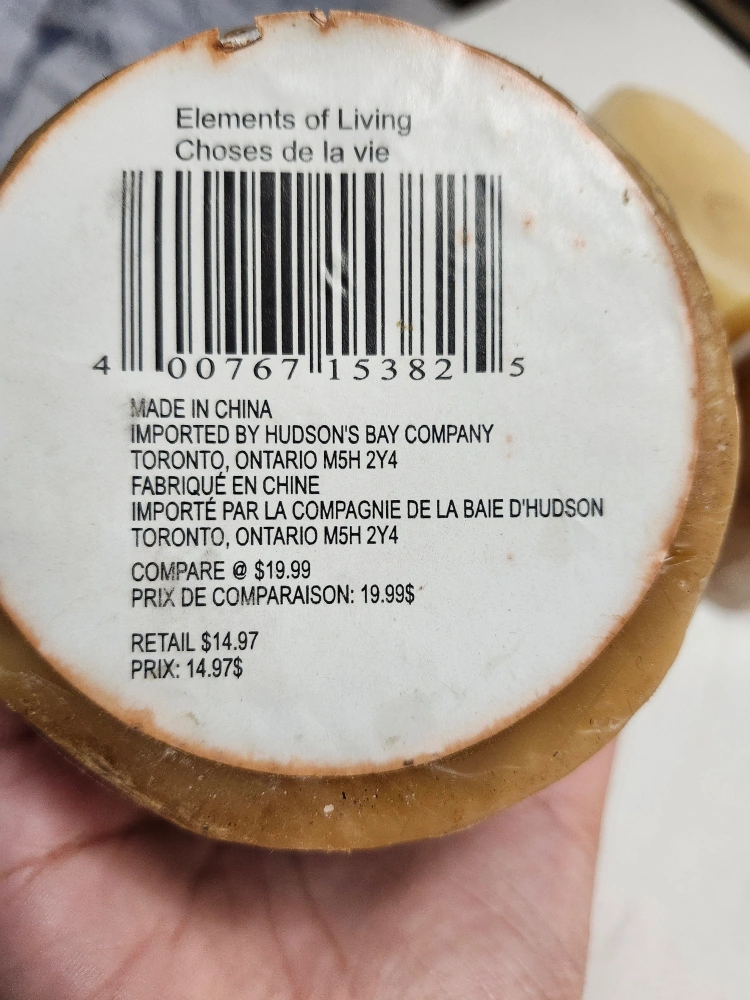 Elements of Living
Choses de la vie
4 00767 15382 5
MADE IN CHINA
IMPORTED BY HUDSON'S BAY COMPANY
TORONTO, ONTARIO M5H 2Y4
FABRIQUÉ EN CHINE
IMPORTÉ PAR LA COMPAGNIE DE LA BAIE D'HUDSON
TORONTO, ONTARIO M5H 2Y4
COMPARE @ $19.99
PRIX DE COMPARAISON: 19.99$
RETAIL $14.97
PRIX: 14.97$